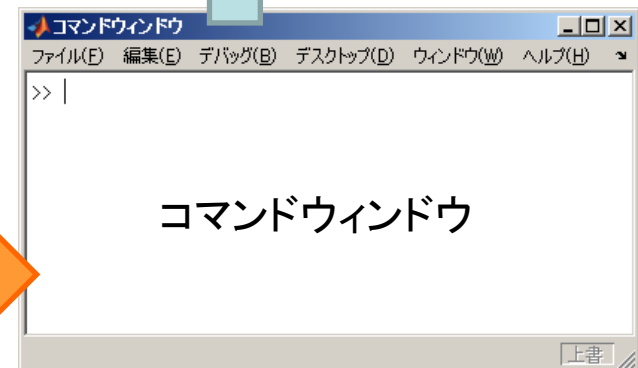 コマンドウィンドウ
ファイル(F) 編集(E) デバッグ(B) デスクトップ(D) ウィンドウ(W) ヘルプ(H)
>>
コマンドウィンドウ
上書